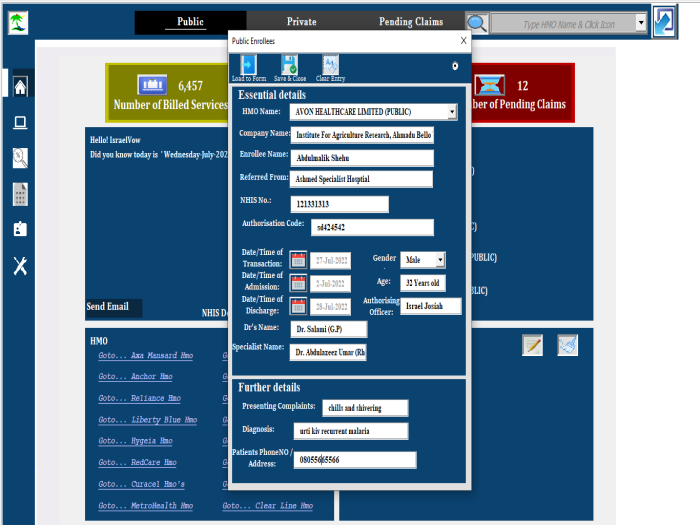 Public Private Pending Claims Type HMO Name & Click Icon
Public Enrollees X
Load to Form Save & Close Clear Entry
Essential details
HMO Name: AVON HEALTHCARE LIMITED (PUBLIC)
Company Name: Institute For Agriculture Research, Ahmadu Bello
Enrollee Name: Abdulmalik Shehu
Referred From: Ashmed Specialist Hosptial
NHIS No.: 121331313
Authorisation Code: sd424542
Date/Time of Transaction: 27-Jul-2022 Gender Male
Date/Time of Admission: 2-Jul-2022 Age: 32 Years old
Date/Time of Discharge: 28-Jul-2022 Authorising Officer: Israel Josiah
Dr's Name: Dr. Salami (G.P)
Specialist Name: Dr. Abdulazeez Umar (Rh
Further details
Presenting Complaints: chills and shivering
Diagnosis: urti kiv recurrent malaria
Patients PhoneNO / Address: 08055665566
6,457
Number of Billed Services
12
ber of Pending Claims
Hello! IsraelVow
Did you know today is 'Wednesday-July-202
)
C)
PUBLIC)
BLIC)
Send Email NHIS D
HMO
Goto... Axa Mansard Hmo G
Goto... Anchor Hmo G
Goto... Reliance Hmo G
Goto... Liberty Blue Hmo G
Goto... Hygeia Hmo G
Goto... RedCare Hmo G
Goto... Curacel Hmo's G
Goto... MetroHealth Hmo Goto... Clear Line Hmo